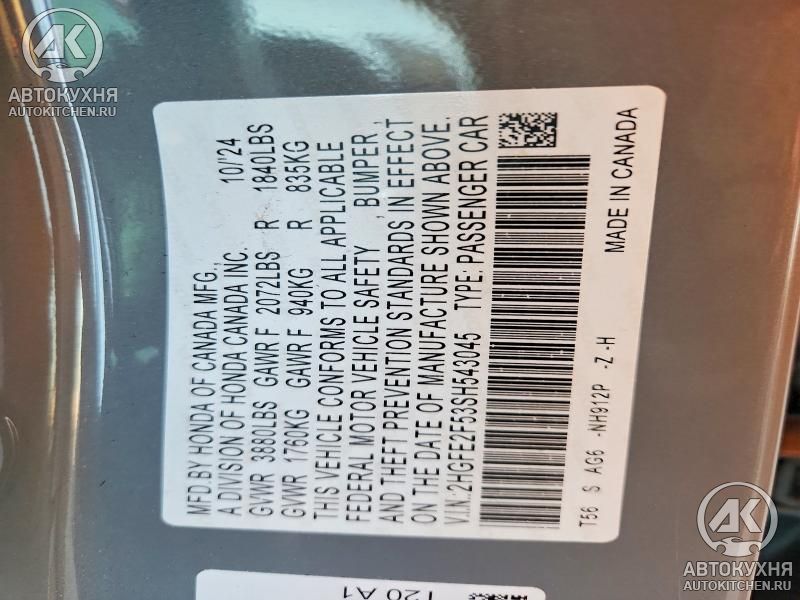 АВТОКУХНЯ
AUTOKITCHEN.RU
MFD.BY HONDA OF CANADA MFG., 10/'24
A DIVISION OF HONDA CANADA INC.
GVWR 3880LBS GAWR F 2072LBS R 1840LBS
GVWR 1760KG GAWR F 940KG R 835KG
THIS VEHICLE CONFORMS TO ALL APPLICABLE
FEDERAL MOTOR VEHICLE SAFETY , BUMPER ,
AND THEFT PREVENTION STANDARDS IN EFFECT
ON THE DATE OF MANUFACTURE SHOWN ABOVE.
V.I.N.:2HGFE2F53SH543045 TYPE: PASSENGER CAR
T56 S AG6 -NH912P -Z -H
MADE IN CANADA
АВТОКУХНЯ
AUTOKITCHEN.RU